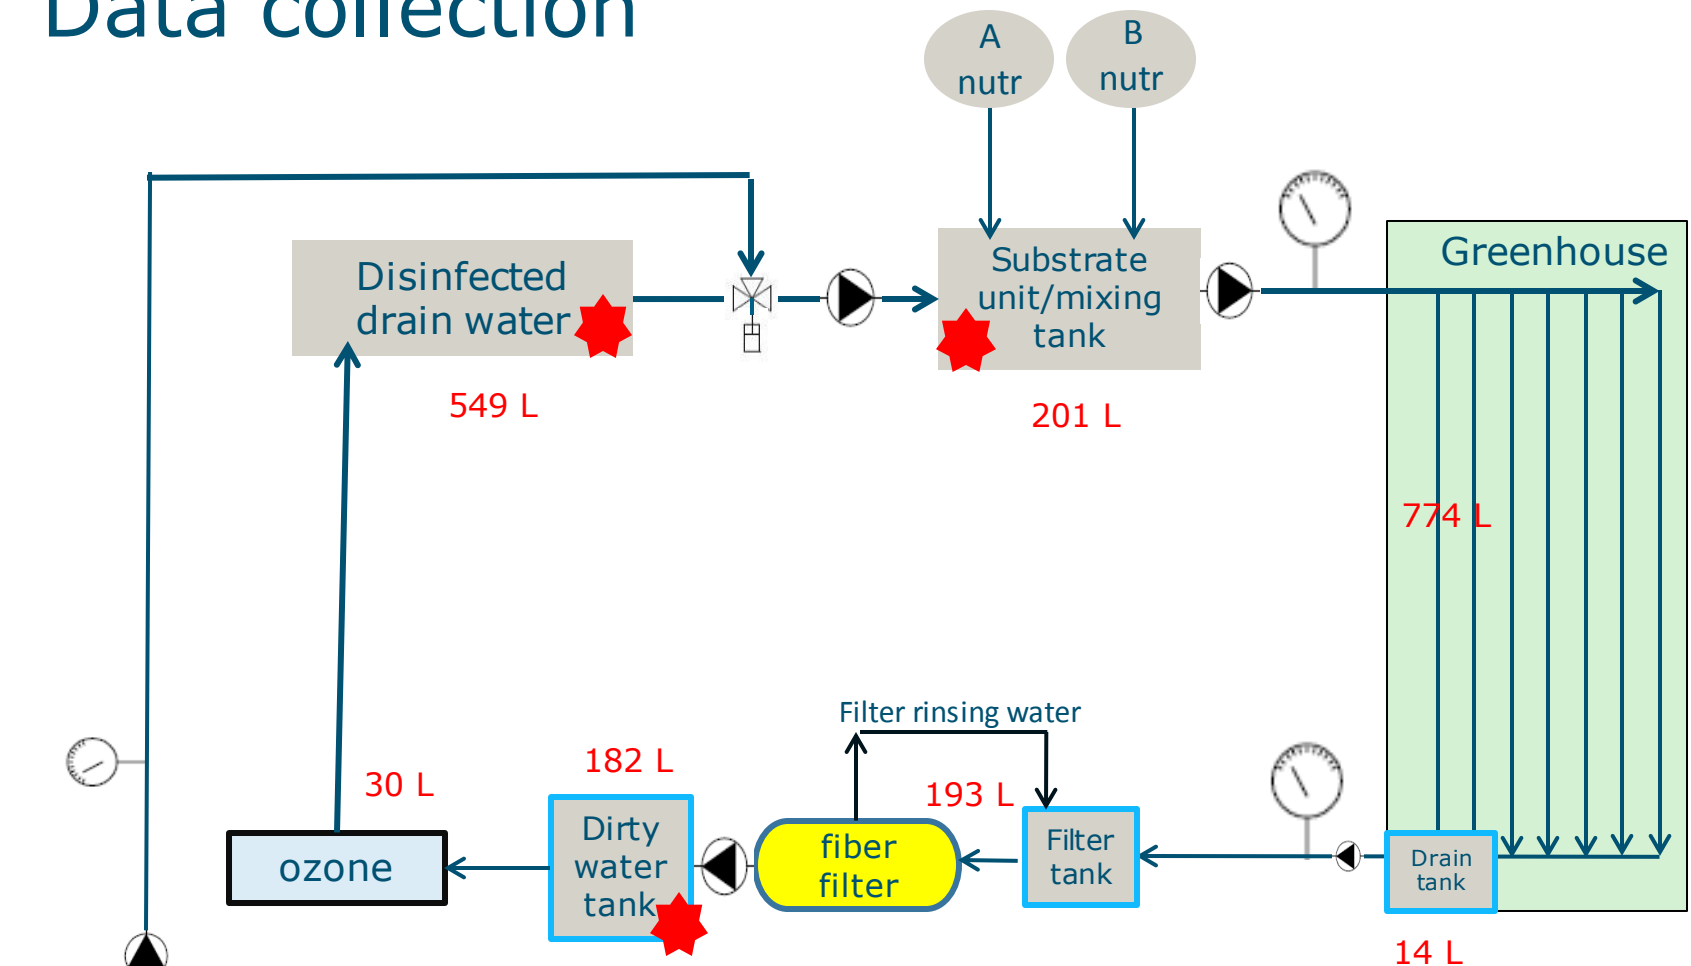 Data collection
A
nutr
B
nutr
Disinfected
drain water
549 L
Substrate
unit/mixing
tank
201 L
Greenhouse
774 L
Filter rinsing water
182 L
30 L
193 L
ozone
Dirty
water
tank
fiber
filter
Filter
tank
Drain
tank
14 L